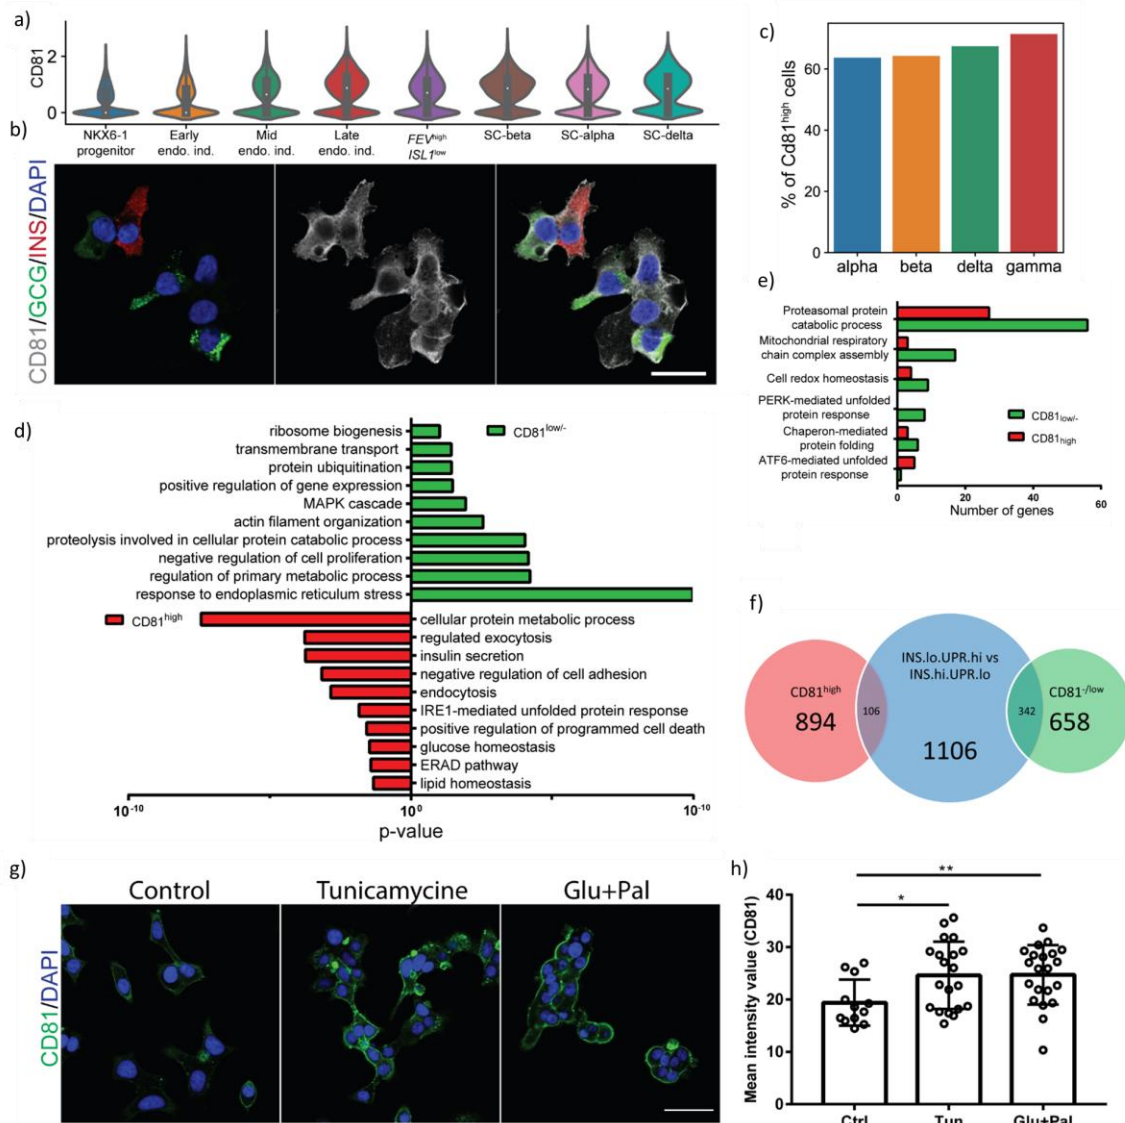 a)
CD81
2
0
NKX6-1
progenitor
Early
endo. ind.
Mid
endo. ind.
Late
endo. ind.
FEVhigh
ISL1low
SC-beta
SC-alpha
SC-delta
b)
CD81/GCG/INS/DAPI
c)
% of Cd81high cells
60
40
20
0
alpha
beta
delta
gamma
d)
CD81low/-
ribosome biogenesis
transmembrane transport
protein ubiquitination
positive regulation of gene expression
MAPK cascade
actin filament organization
proteolysis involved in cellular protein catabolic process
negative regulation of cell proliferation
regulation of primary metabolic process
response to endoplasmic reticulum stress
CD81high
cellular protein metabolic process
regulated exocytosis
insulin secretion
negative regulation of cell adhesion
endocytosis
IRE1-mediated unfolded protein response
positive regulation of programmed cell death
glucose homeostasis
ERAD pathway
lipid homeostasis
10-10
100
10-10
p-value
e)
Proteasomal protein
catabolic process
Mitochondrial respiratory
chain complex assembly
Cell redox homeostasis
PERK-mediated unfolded
protein response
Chaperon-mediated
protein folding
ATF6-mediated unfolded
protein response
CD81low/-
CD81high
0
20
40
60
Number of genes
f)
CD81high
894
106
INS.lo.UPR.hi vs
INS.hi.UPR.lo
1106
342
CD81-/low
658
g)
Control
Tunicamycine
Glu+Pal
CD81/DAPI
h)
Mean intensity value (CD81)
40
30
20
10
0
**
*
Ctrl
Tun
Glu+Pal